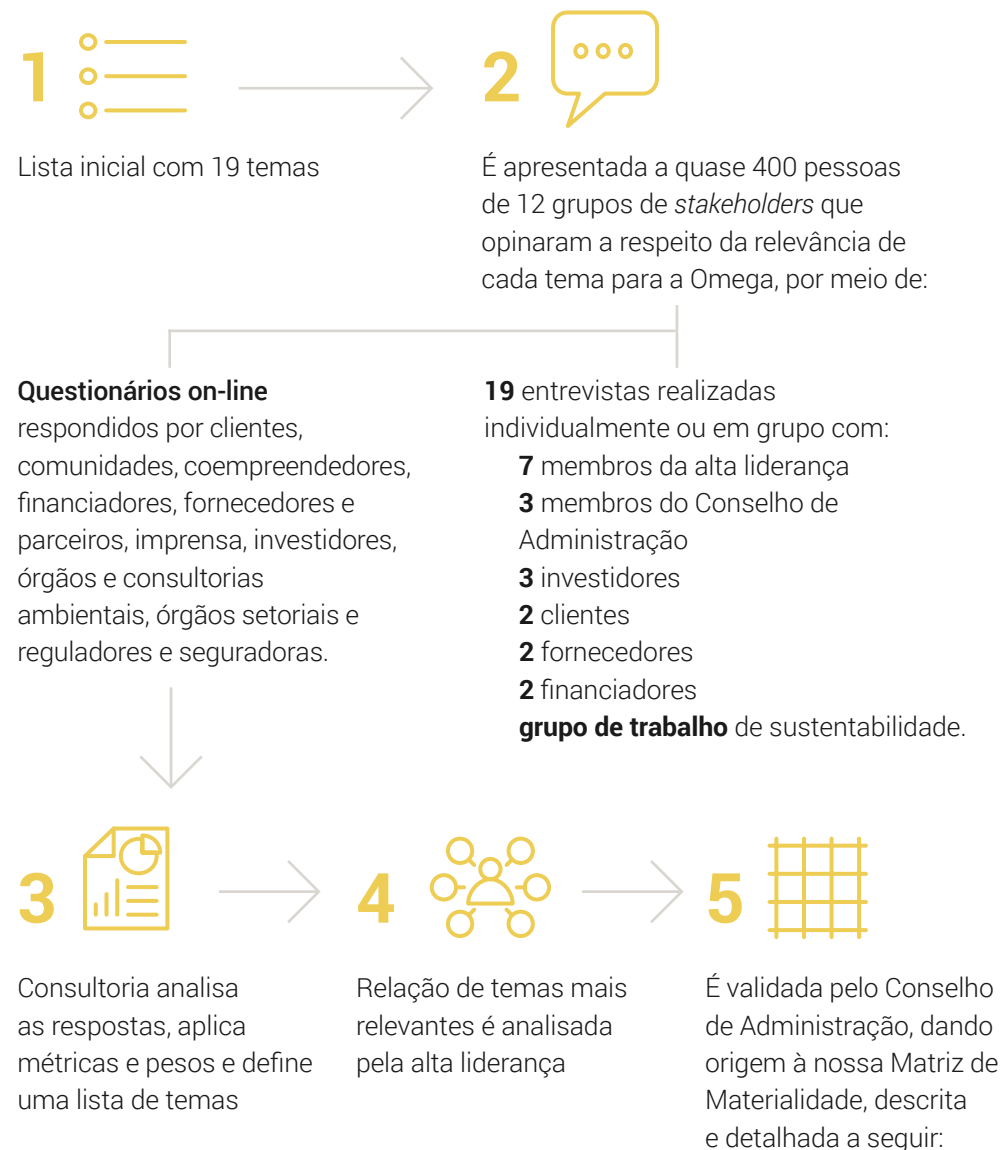 1
Lista inicial com 19 temas
2
É apresentada a quase 400 pessoas
de 12 grupos de stakeholders que
opinaram a respeito da relevância de
cada tema para a Omega, por meio de:
Questionários on-line
respondidos por clientes,
comunidades, coempreendedores,
financiadores, fornecedores e
parceiros, imprensa, investidores,
órgãos e consultorias
ambientais, órgãos setoriais e
reguladores e seguradoras.
19 entrevistas realizadas
individualmente ou em grupo com:
7 membros da alta liderança
3 membros do Conselho de
Administração
3 investidores
2 clientes
2 fornecedores
2 financiadores
grupo de trabalho de sustentabilidade.
3
Consultoria analisa
as respostas, aplica
métricas e pesos e define
uma lista de temas
4
Relação de temas mais
relevantes é analisada
pela alta liderança
5
É validada pelo Conselho
de Administração, dando
origem à nossa Matriz de
Materialidade, descrita
e detalhada a seguir: